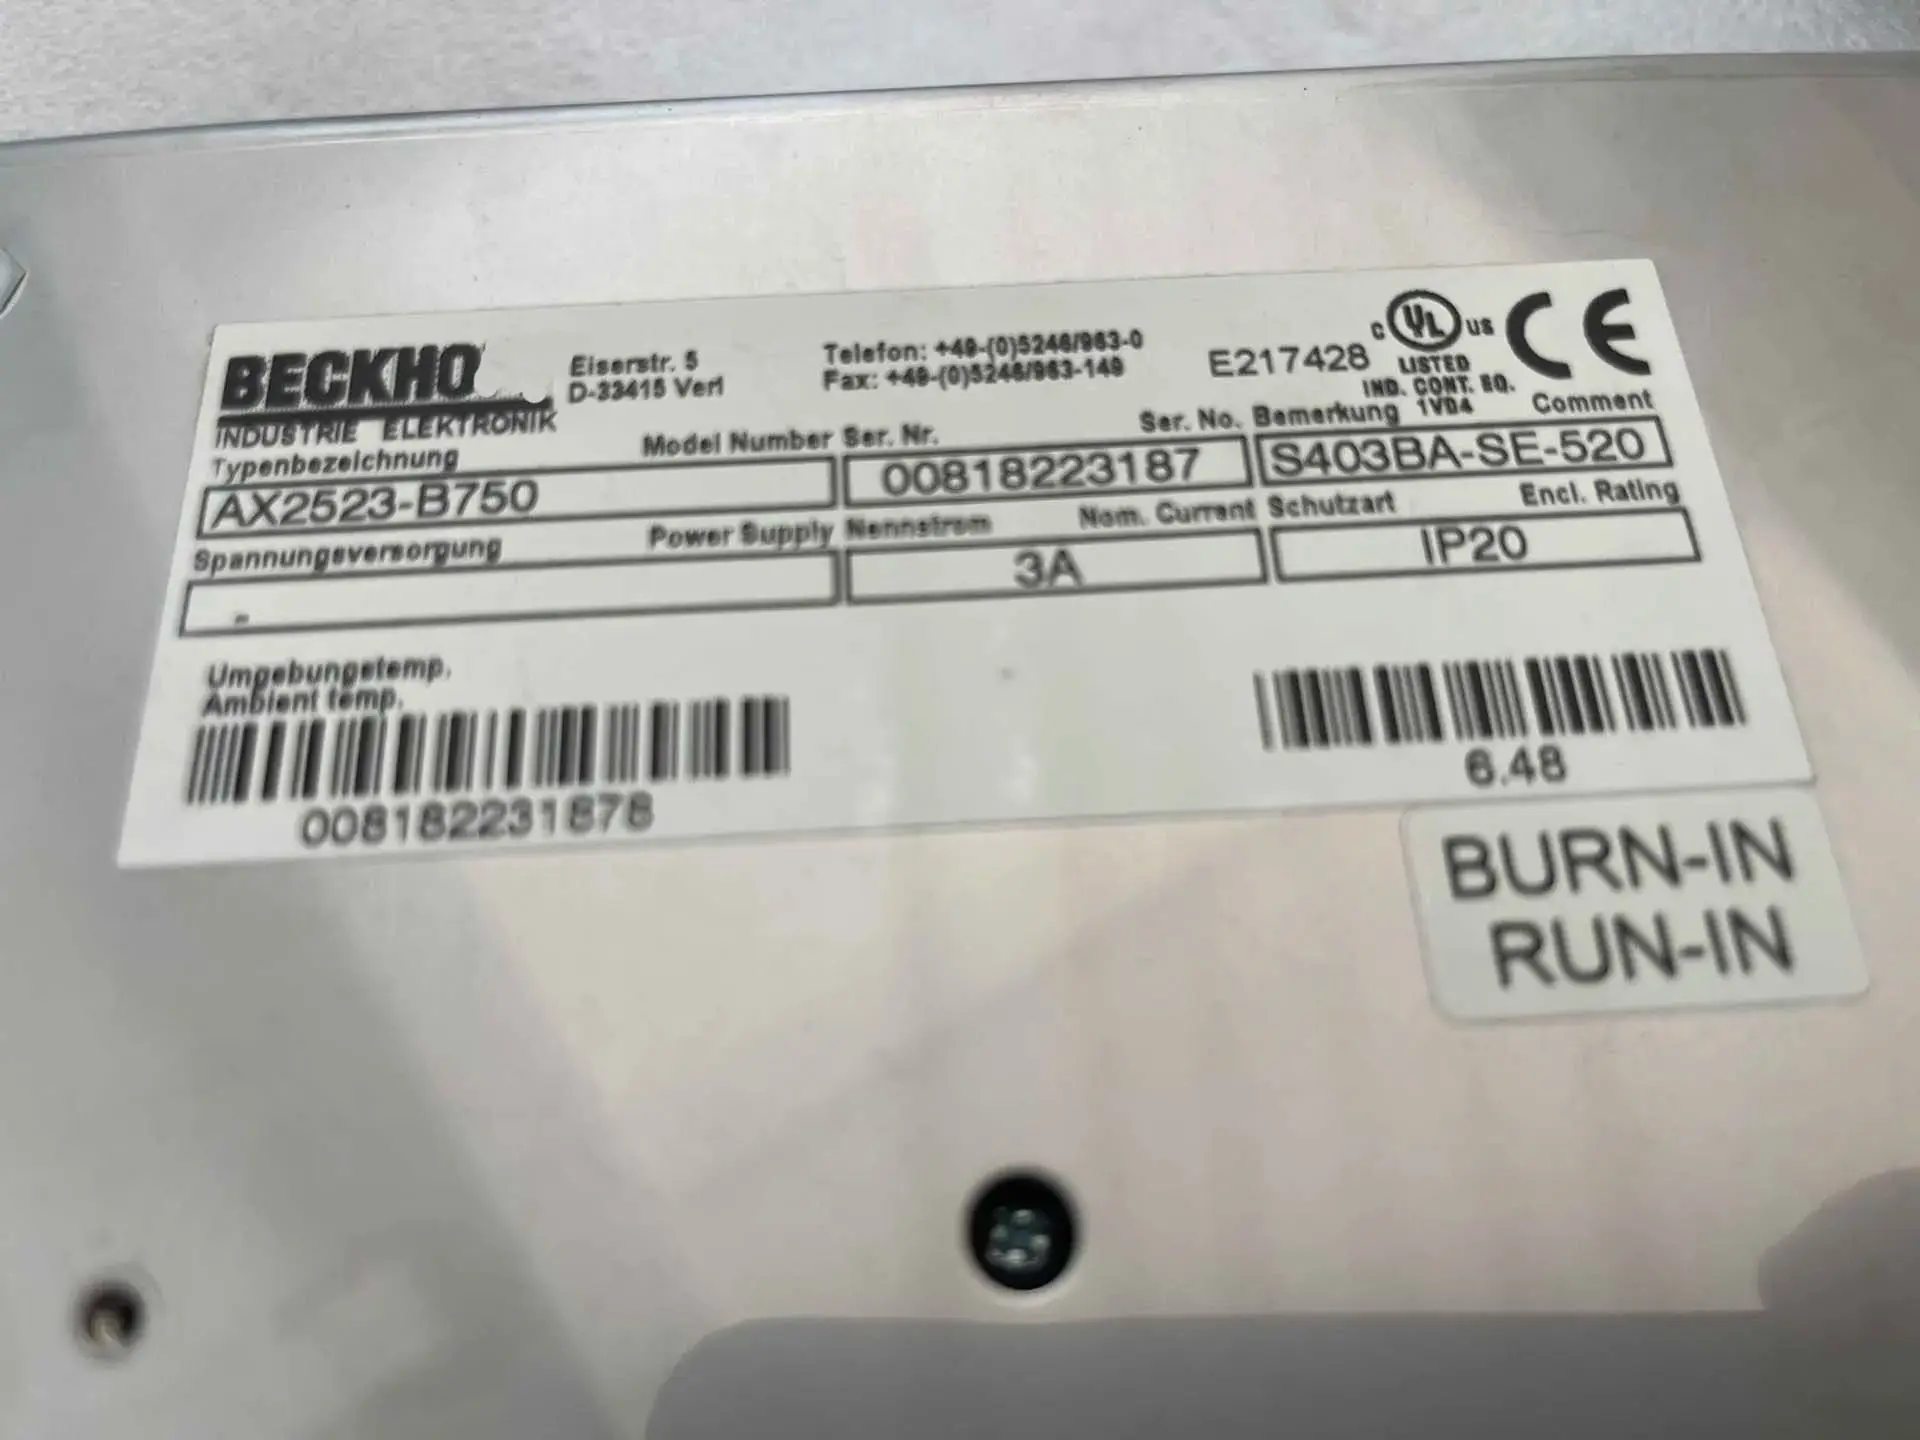 BECKHO
INDUSTRIE ELEKTRONIK
Eiserstr. 5
D-33415 Verl
Telefon: +49-(0)5246/963-0
Fax: +49-(0)5246/963-149
E217428
C UL US
LISTED
IND. CONT. EQ.
1VD4
CE
Typenbezeichnung Model Number
AX2523-B750
Ser. Nr. Ser. No.
00818223187
Bemerkung Comment
S403BA-SE-520
Spannungsversorgung Power Supply
-
Nennstrom Nom. Current
3A
Schutzart Encl. Rating
IP20
Umgebungstemp.
Ambient temp.
008182231878
6.48
BURN-IN
RUN-IN